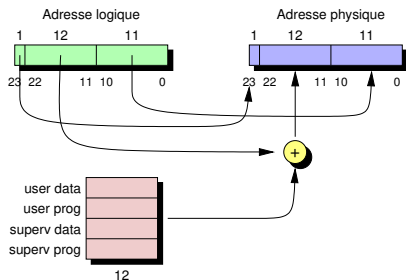 Adresse logique Adresse physique
1 12 11 1 12 11
23 22 11 10 0 23 22 11 10 0
+
user data
user prog
superv data
superv prog
12